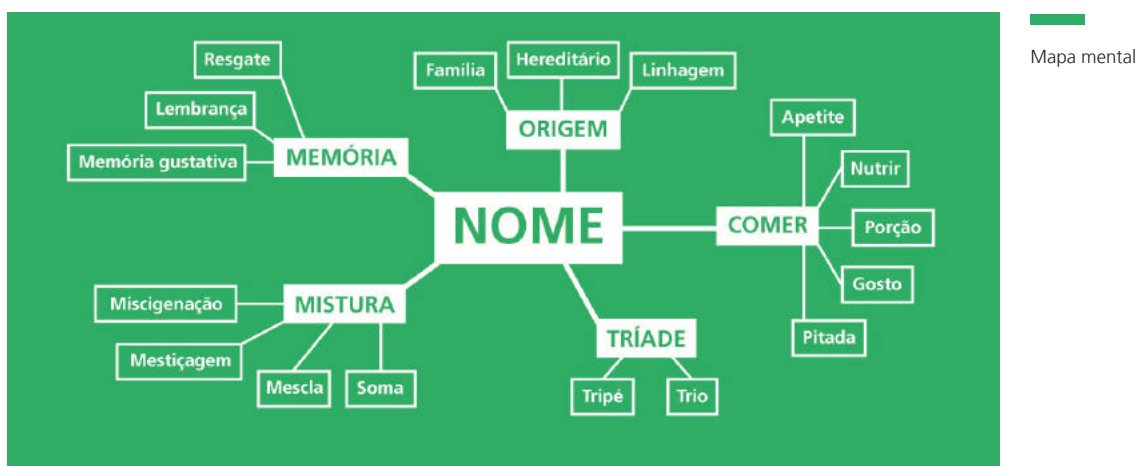 Mapa mental
Resgate
Lembrança
Memória gustativa
MEMÓRIA
Família
Hereditário
Linhagem
ORIGEM
Apetite
Nutrir
Porção
Gosto
Pitada
COMER
NOME
Miscigenação
Mestiçagem
Mescla
Soma
MISTURA
TRÍADE
Tripé
Trio